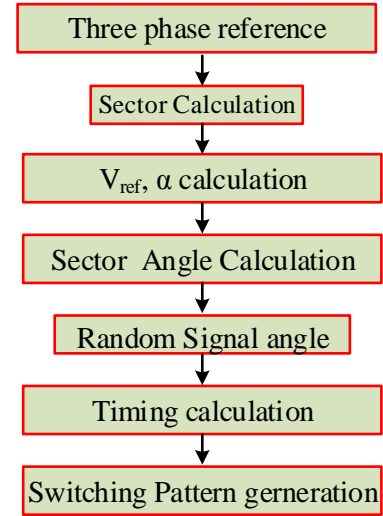 Three phase reference
Sector Calculation
Vref, α calculation
Sector Angle Calculation
Random Signal angle
Timing calculation
Switching Pattern gerneration